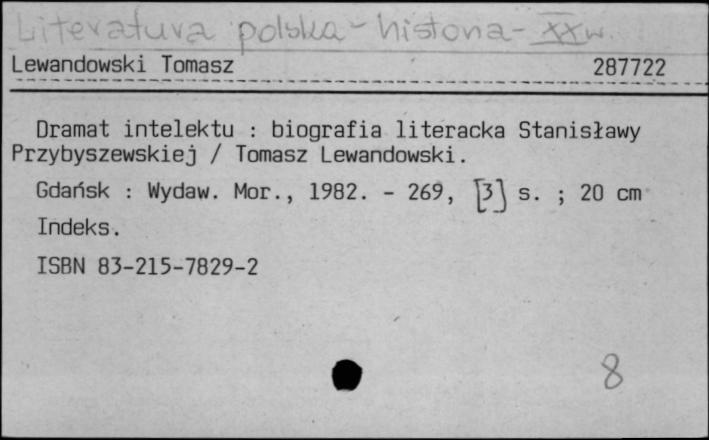 Literatura polska - historia - XX w.
Lewandowski Tomasz 287722
Dramat intelektu : biografia literacka Stanisławy
Przybyszewskiej / Tomasz Lewandowski.
Gdańsk : Wydaw. Mor., 1982. - 269, [3] s. ; 20 cm
Indeks.
ISBN 83-215-7829-2
8